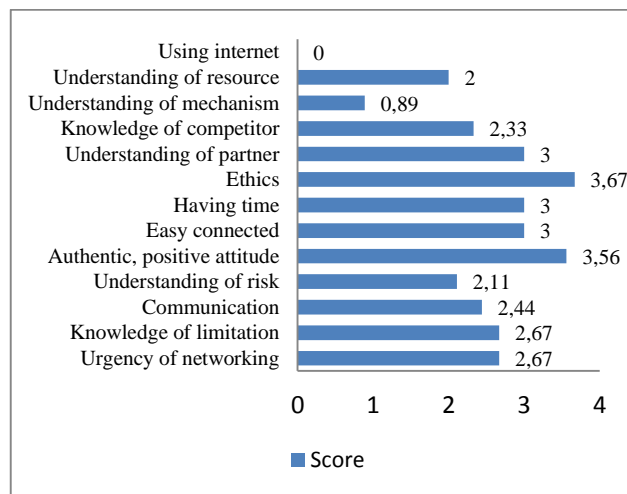 Using internet 0
Understanding of resource 2
Understanding of mechanism 0,89
Knowledge of competitor 2,33
Understanding of partner 3
Ethics 3,67
Having time 3
Easy connected 3
Authentic, positive attitude 3,56
Understanding of risk 2,11
Communication 2,44
Knowledge of limitation 2,67
Urgency of networking 2,67
0 1 2 3 4
Score